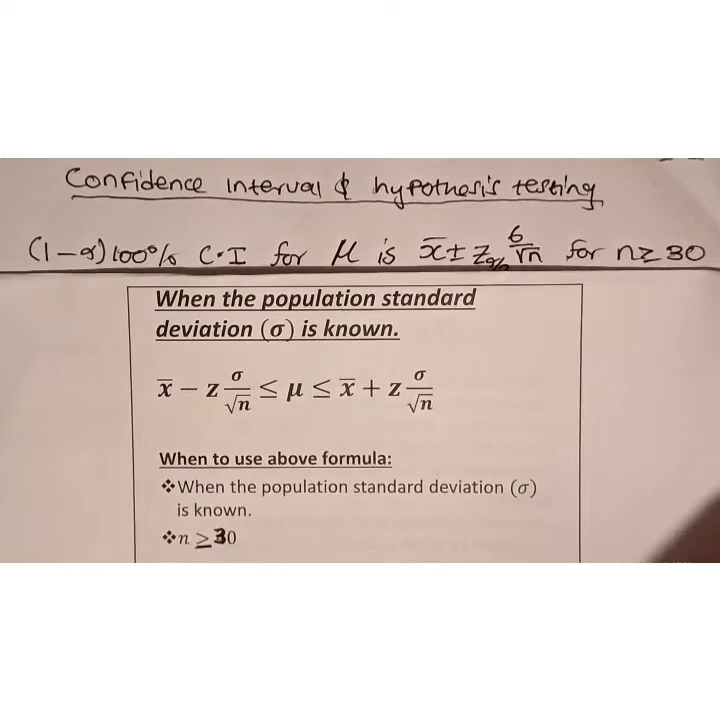 Confidence interval & hypothesis testing
(1-α)100% C.I for μ is x̄ ± Zα/2 σ/√n for n≥30
When the population standard
deviation (σ) is known.
x̄ − z σ/√n ≤ μ ≤ x̄ + z σ/√n
When to use above formula:
❖When the population standard deviation (σ)
is known.
❖n ≥30